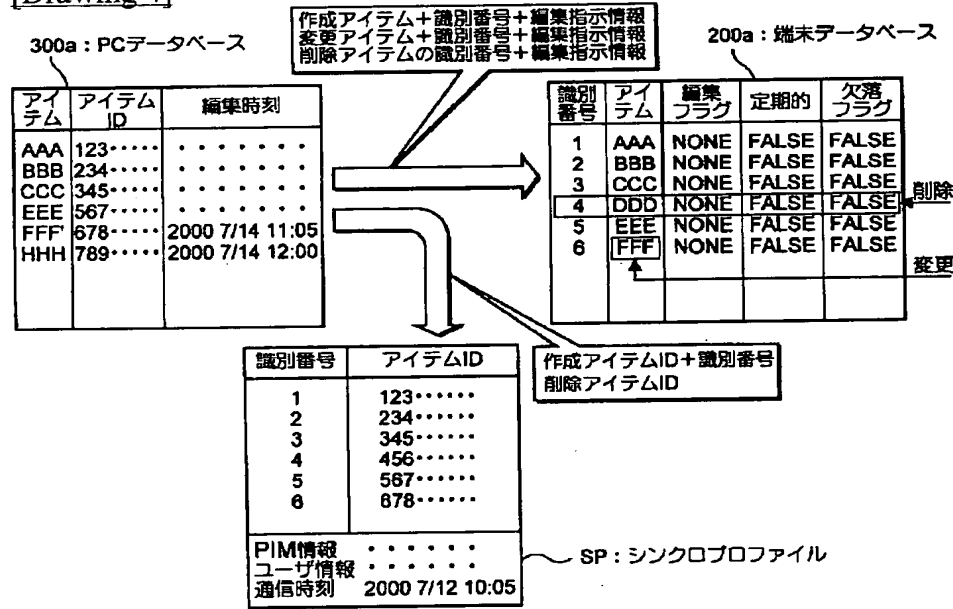 [Drawing 4]
作成アイテム+識別番号+編集指示情報
変更アイテム+識別番号+編集指示情報
削除アイテムの識別番号+編集指示情報
300a:PCデータベース
アイテム アイテムID 編集時刻
AAA 123・・・・・ ・・・・・・・
BBB 234・・・・・ ・・・・・・・
CCC 345・・・・・ ・・・・・・・
EEE 567・・・・・ ・・・・・・・
FFF' 678・・・・・ 2000 7/14 11:05
HHH 789・・・・・ 2000 7/14 12:00
200a:端末データベース
識別番号 アイテム 編集フラグ 定期的 欠落フラグ
1 AAA NONE FALSE FALSE
2 BBB NONE FALSE FALSE
3 CCC NONE FALSE FALSE
4 DDD NONE FALSE FALSE
5 EEE NONE FALSE FALSE
6 FFF NONE FALSE FALSE
削除
変更
作成アイテムID+識別番号
削除アイテムID
識別番号 アイテムID
1 123・・・・・・
2 234・・・・・・
3 345・・・・・・
4 456・・・・・・
5 567・・・・・・
6 678・・・・・・
PIM情報 ・・・・・・
ユーザ情報 ・・・・・・
通信時刻 2000 7/12 10:05
SP:シンクロプロファイル